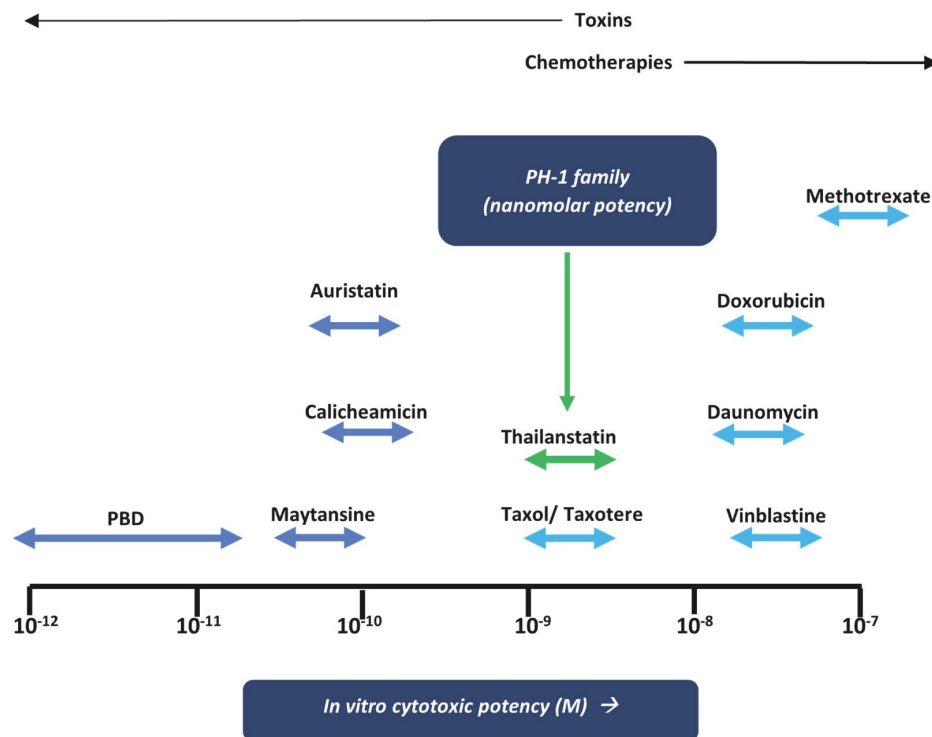 Toxins
Chemotherapies
PH-1 family
(nanomolar potency)
Methotrexate
Auristatin
Doxorubicin
Calicheamicin
Daunomycin
Thailanstatin
PBD
Maytansine
Taxol/ Taxotere
Vinblastine
10-12
10-11
10-10
10-9
10-8
10-7
In vitro cytotoxic potency (M) →